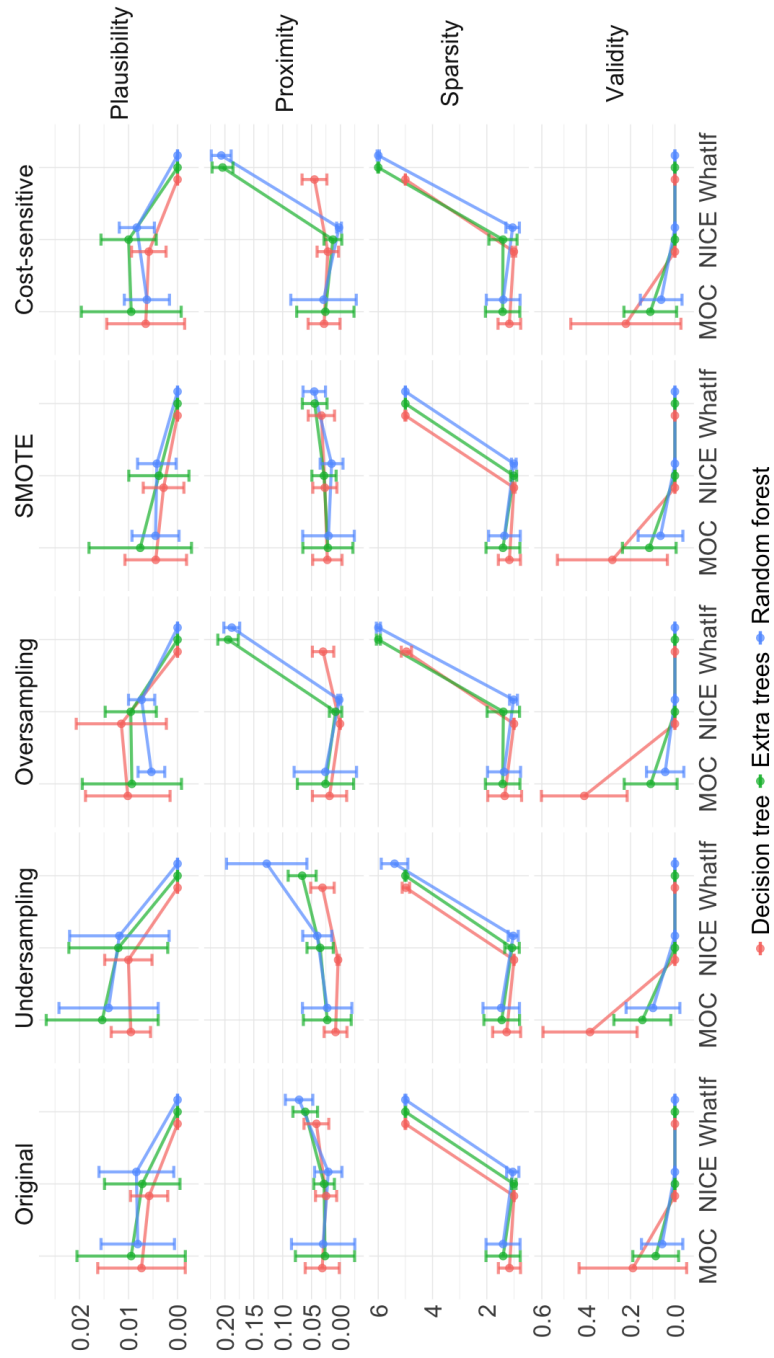 Original
Undersampling
Oversampling
SMOTE
Cost-sensitive
0.02
0.01
0.00
Plausibility
0.20
0.15
0.10
0.05
0.00
Proximity
6
4
2
Sparsity
0.6
0.4
0.2
0.0
Validity
MOC NICE WhatIf MOC NICE WhatIf MOC NICE WhatIf MOC NICE WhatIf MOC NICE WhatIf
Decision tree Extra trees Random forest